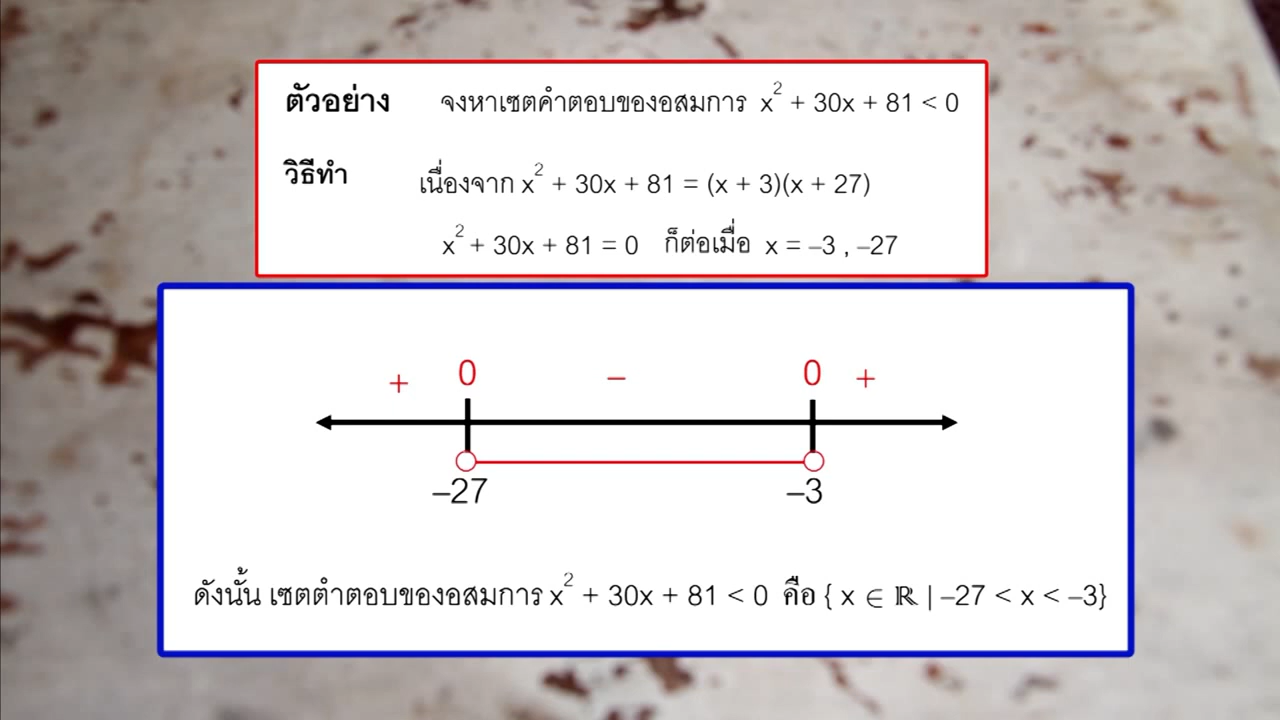 ตัวอย่าง จงหาเซตคำตอบของอสมการ x² + 30x + 81 < 0
วิธีทำ เนื่องจาก x² + 30x + 81 = (x + 3)(x + 27)
x² + 30x + 81 = 0 ก็ต่อเมื่อ x = –3 , –27
+ 0 – 0 +
–27 –3
ดังนั้น เซตตำตอบของอสมการ x² + 30x + 81 < 0 คือ { x ∈ ℝ | –27 < x < –3}